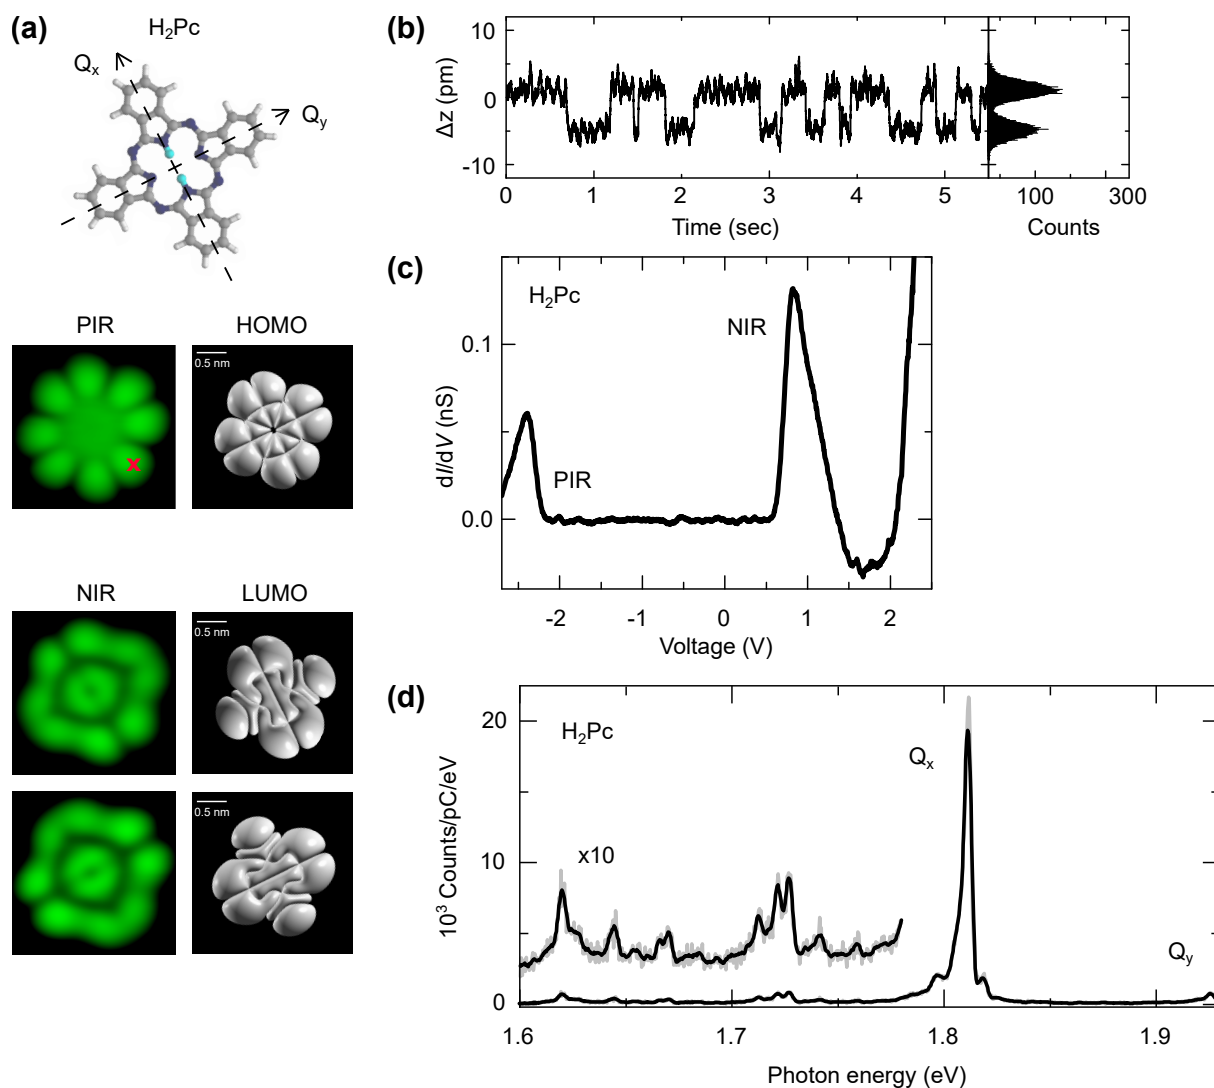 (a)
H₂Pc
Qₓ
Qᵧ
PIR
HOMO
0.5 nm
x
NIR
LUMO
0.5 nm
0.5 nm
(b)
10
0
-10
Δz (pm)
0 1 2 3 4 5
100 300
Time (sec)
Counts
(c)
H₂Pc
NIR
PIR
0.1
0.0
dI/dV (nS)
-2 -1 0 1 2
Voltage (V)
(d)
H₂Pc
Qₓ
x10
Qᵧ
20
10
0
10³ Counts/pC/eV
1.6 1.7 1.8 1.9
Photon energy (eV)